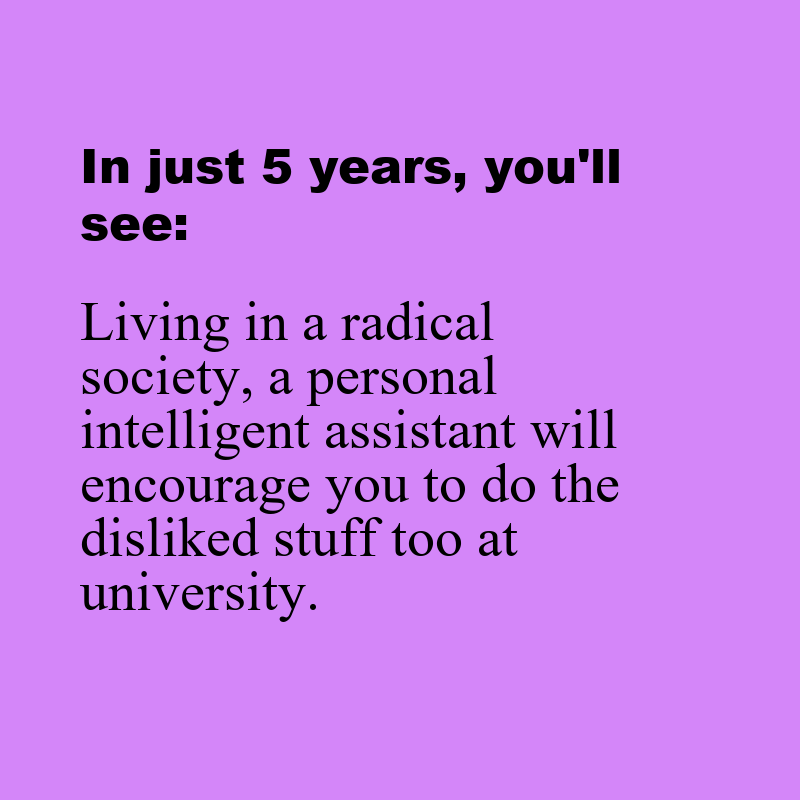 In just 5 years, you'll
see:
Living in a radical
society, a personal
intelligent assistant will
encourage you to do the
disliked stuff too at
university.